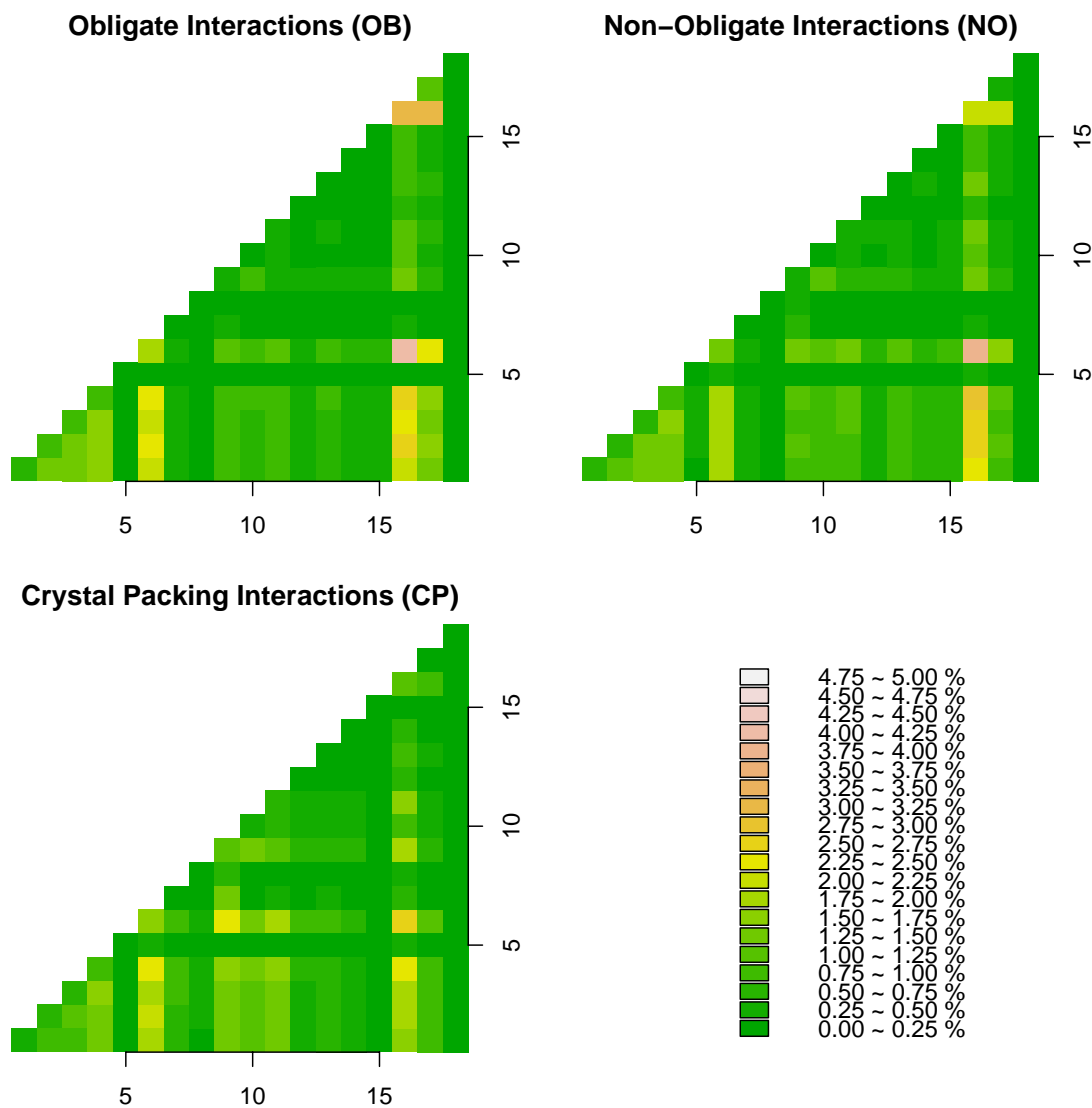 Obligate Interactions (OB)
5
10
15
5
10
15
Non−Obligate Interactions (NO)
5
10
15
5
10
15
Crystal Packing Interactions (CP)
5
10
15
5
10
15
4.75 ~ 5.00 %
4.50 ~ 4.75 %
4.25 ~ 4.50 %
4.00 ~ 4.25 %
3.75 ~ 4.00 %
3.50 ~ 3.75 %
3.25 ~ 3.50 %
3.00 ~ 3.25 %
2.75 ~ 3.00 %
2.50 ~ 2.75 %
2.25 ~ 2.50 %
2.00 ~ 2.25 %
1.75 ~ 2.00 %
1.50 ~ 1.75 %
1.25 ~ 1.50 %
1.00 ~ 1.25 %
0.75 ~ 1.00 %
0.50 ~ 0.75 %
0.25 ~ 0.50 %
0.00 ~ 0.25 %